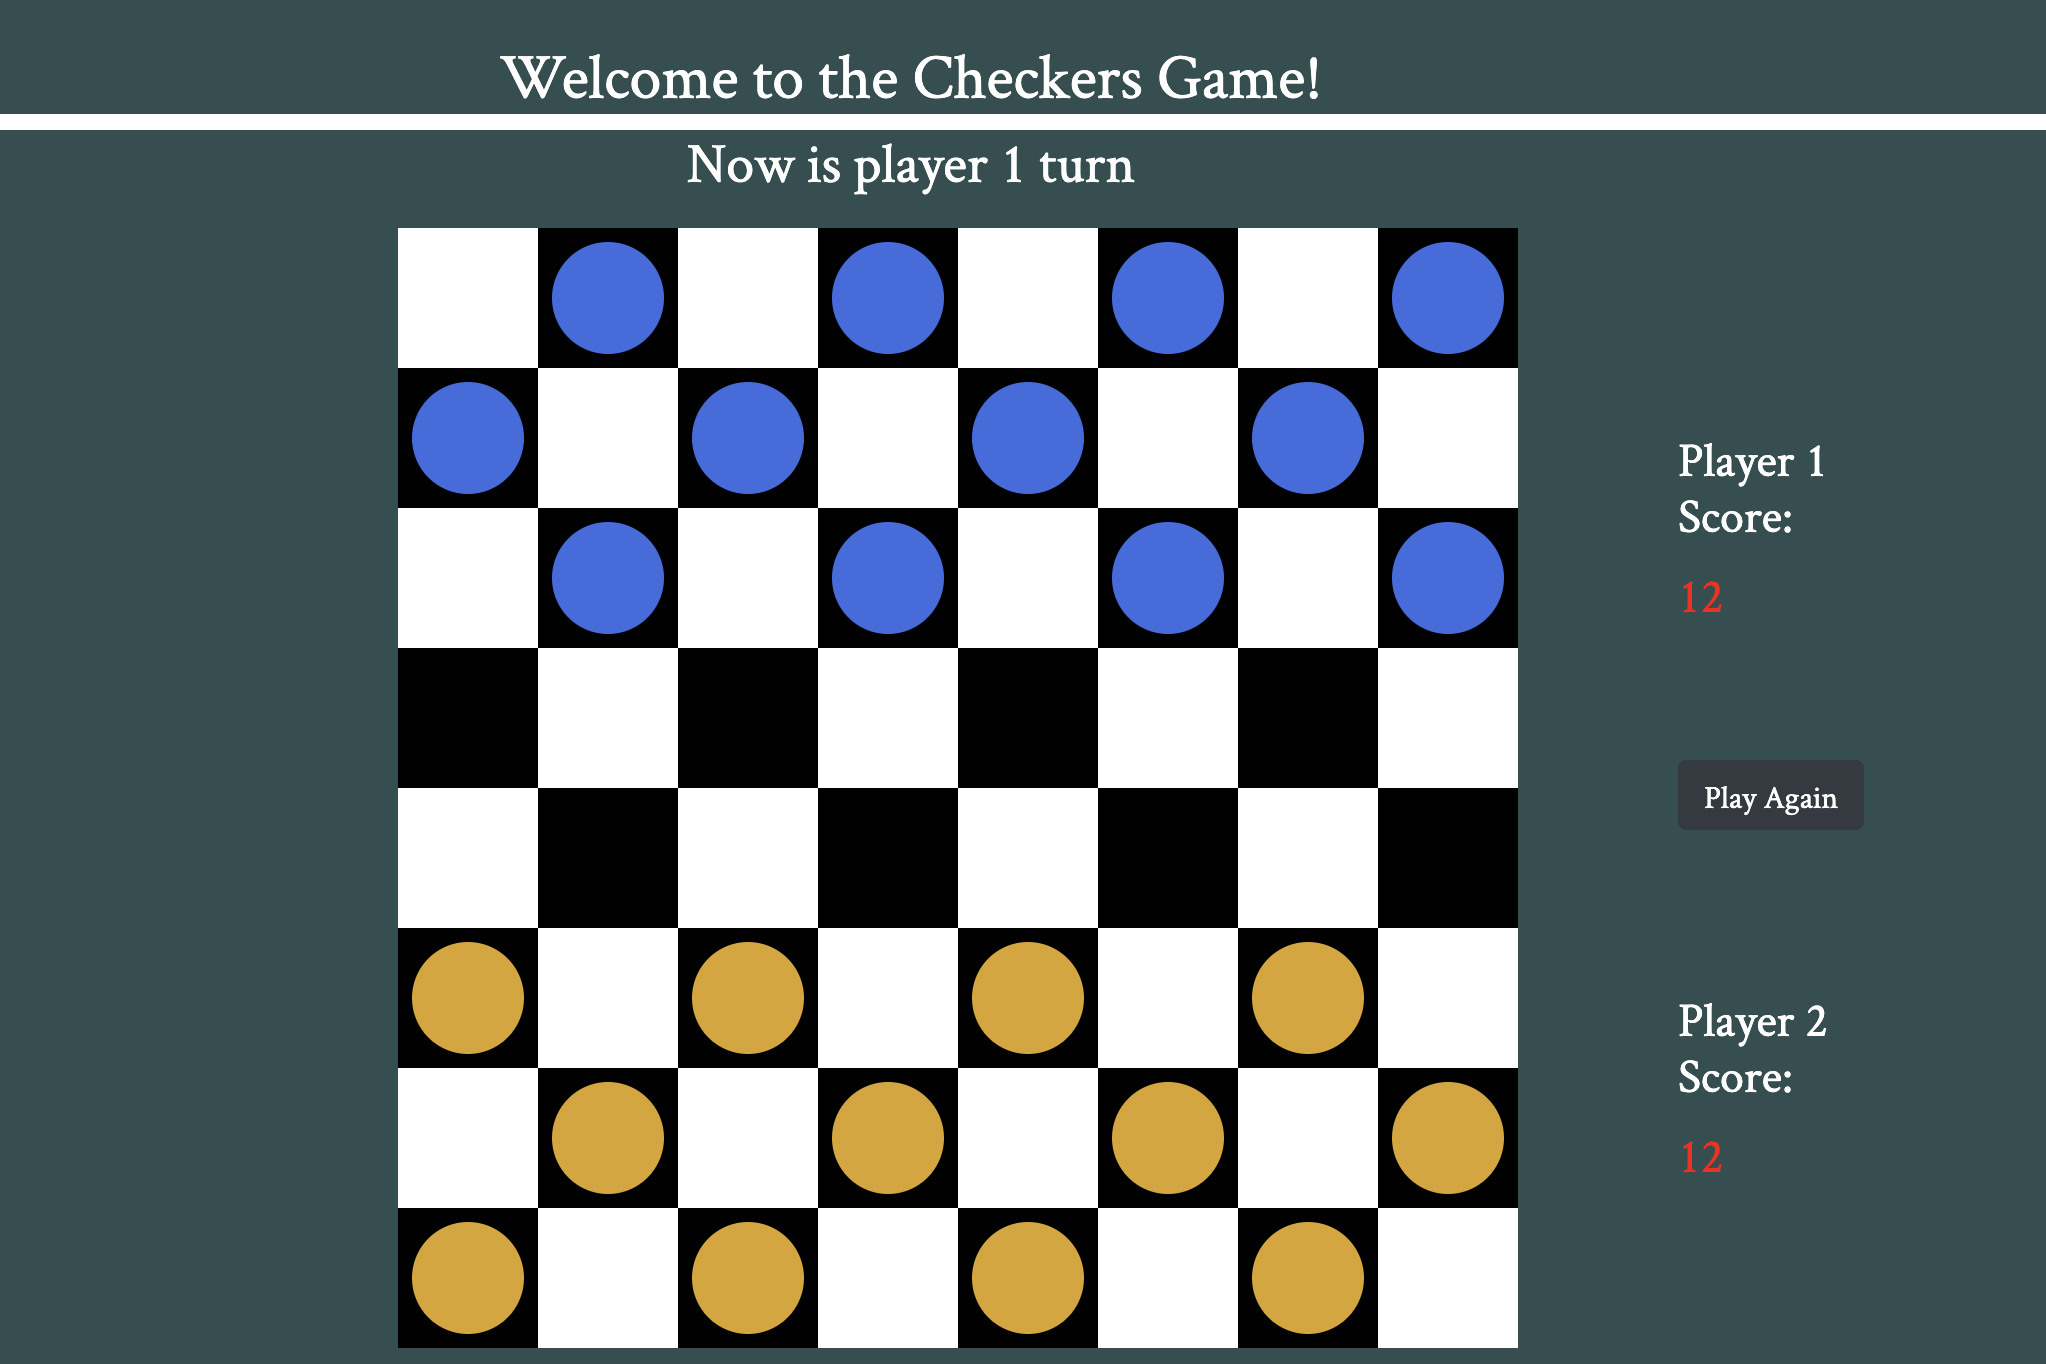 Welcome to the Checkers Game!
Now is player 1 turn
Player 1
Score:
12
Play Again
Player 2
Score:
12